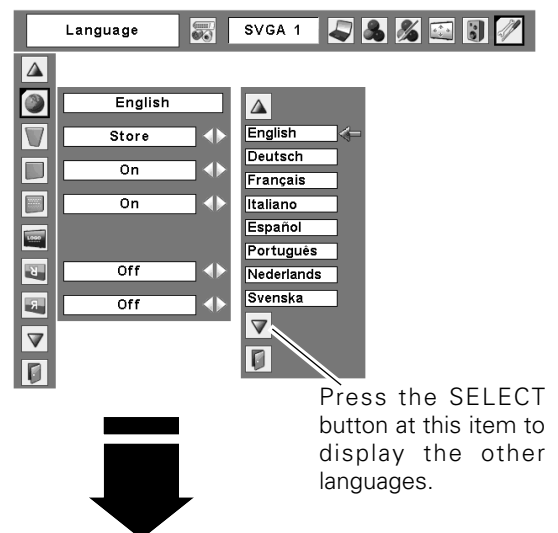 Language
SVGA 1
English
Store
On
On
LOGO
Off
Off
English
Deutsch
Français
Italiano
Español
Português
Nederlands
Svenska
Press the SELECT
button at this item to
display the other
languages.